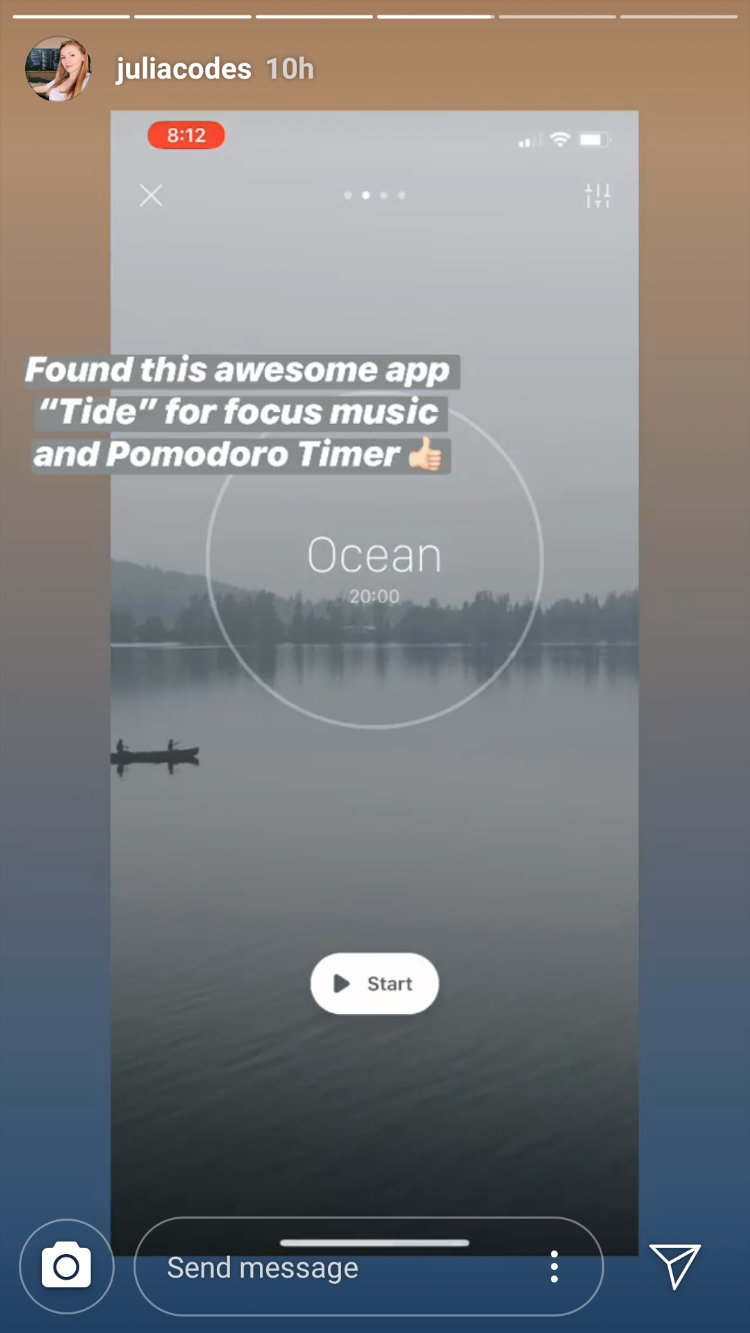 juliacodes 10h
8:12
Found this awesome app
“Tide” for focus music
and Pomodoro Timer 👍🏻
Ocean
20:00
Start
Send message